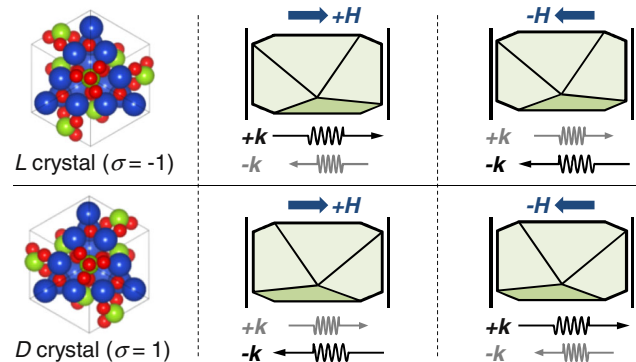 +H
-H
+k
-k
+k
-k
L crystal (σ = -1)
+H
-H
+k
-k
+k
-k
D crystal (σ = 1)